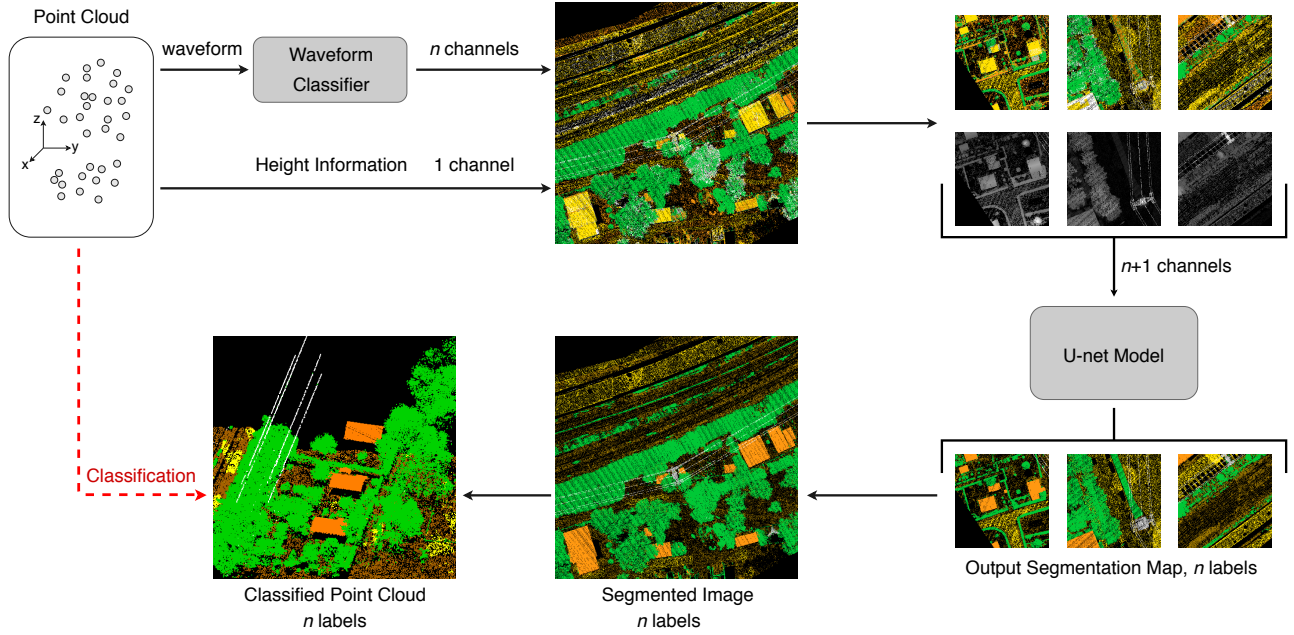 Point Cloud
waveform
Waveform
Classifier
n channels
z
y
x
Height Information
1 channel
n+1 channels
U-net Model
Classification
Classified Point Cloud
n labels
Segmented Image
n labels
Output Segmentation Map, n labels